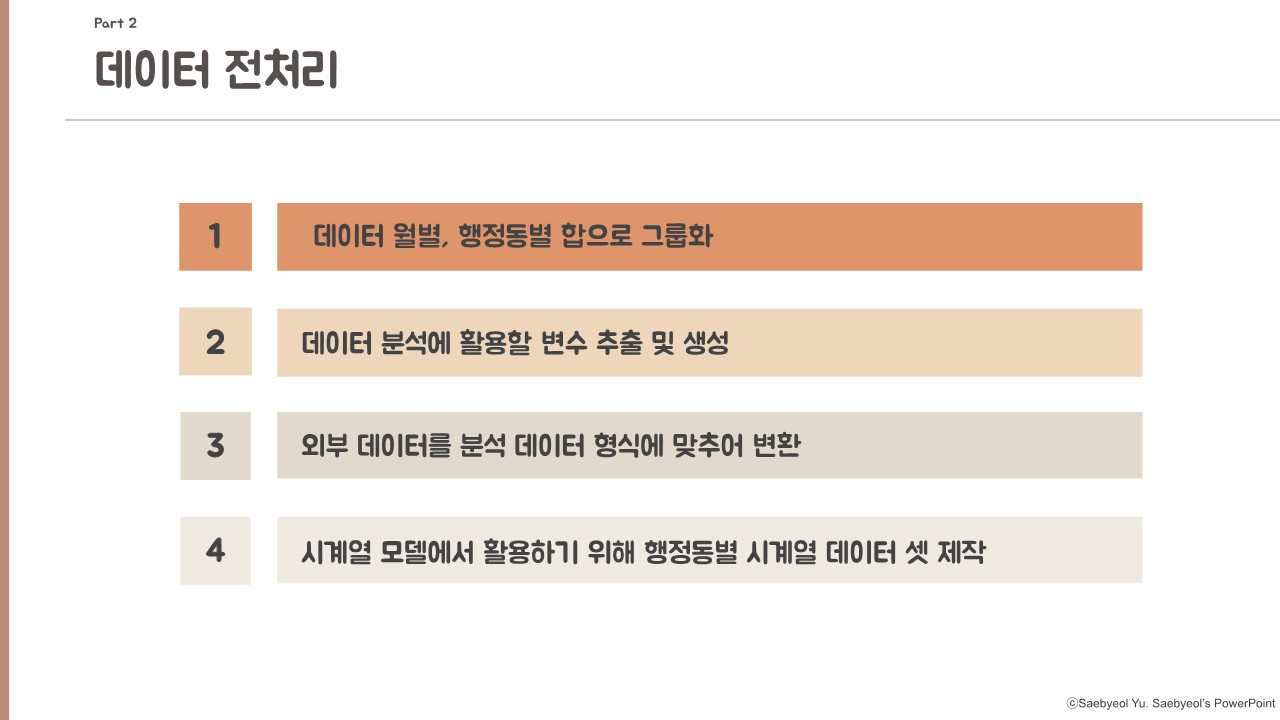 Part 2
데이터 전처리
1
데이터 월별, 행정동별 합으로 그룹화
2
데이터 분석에 활용할 변수 추출 및 생성
3
외부 데이터를 분석 데이터 형식에 맞추어 변환
4
시계열 모델에서 활용하기 위해 행정동별 시계열 데이터 셋 제작
ⓒSaebyeol Yu. Saebyeol's PowerPoint